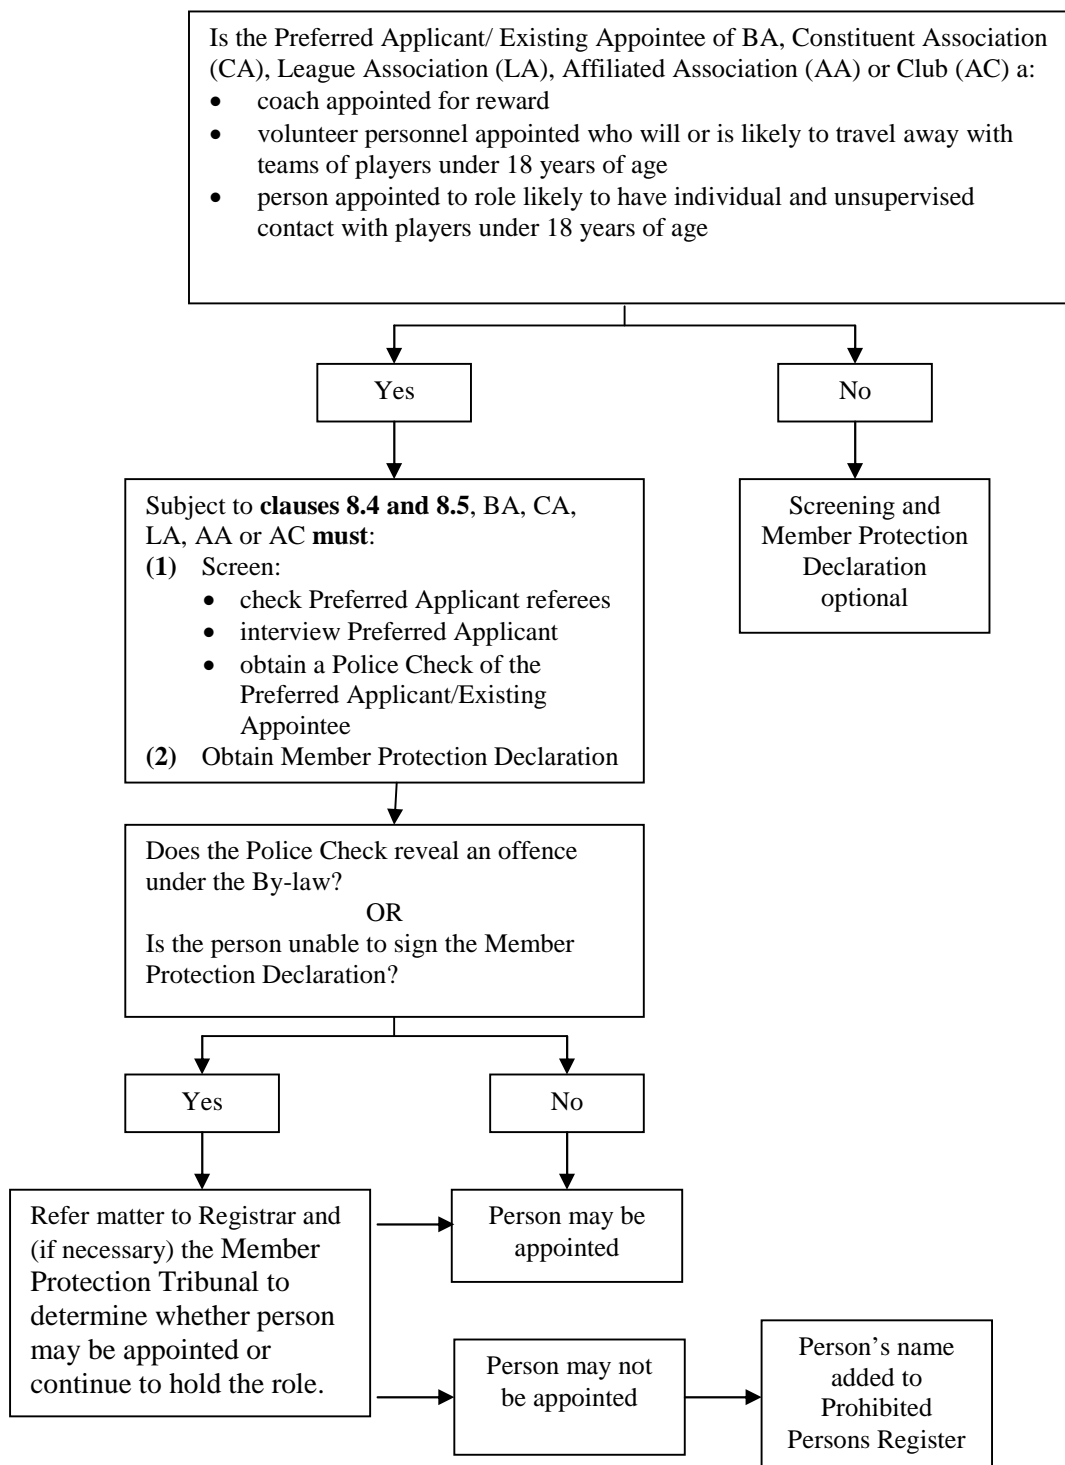 Is the Preferred Applicant/ Existing Appointee of BA, Constituent Association
(CA), League Association (LA), Affiliated Association (AA) or Club (AC) a:
• coach appointed for reward
• volunteer personnel appointed who will or is likely to travel away with
teams of players under 18 years of age
• person appointed to role likely to have individual and unsupervised
contact with players under 18 years of age
Yes
No
Subject to clauses 8.4 and 8.5, BA, CA,
LA, AA or AC must:
(1) Screen:
• check Preferred Applicant referees
• interview Preferred Applicant
• obtain a Police Check of the
Preferred Applicant/Existing
Appointee
(2) Obtain Member Protection Declaration
Screening and
Member Protection
Declaration
optional
Does the Police Check reveal an offence
under the By-law?
OR
Is the person unable to sign the Member
Protection Declaration?
Yes
No
Refer matter to Registrar and
(if necessary) the Member
Protection Tribunal to
determine whether person
may be appointed or
continue to hold the role.
Person may be
appointed
Person may not
be appointed
Person's name
added to
Prohibited
Persons Register